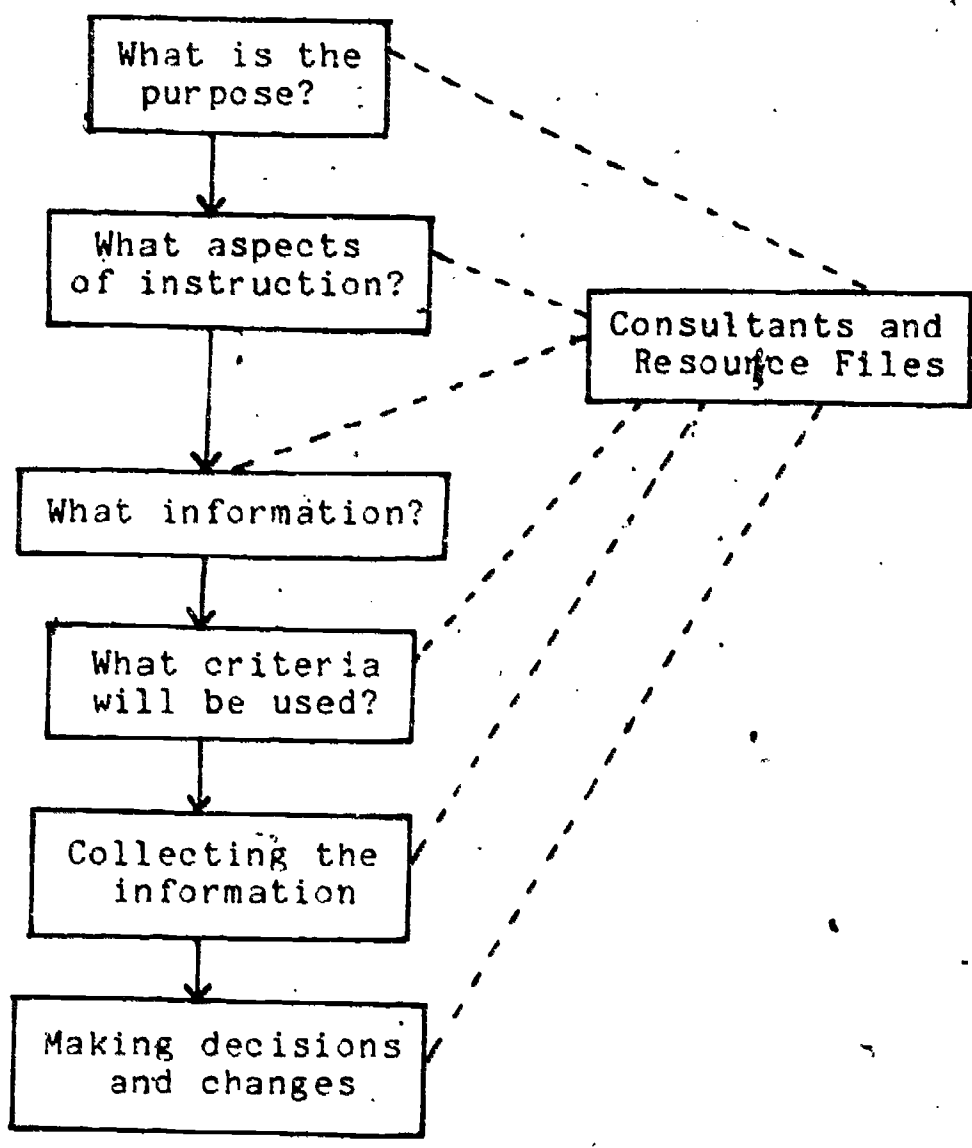 What is the
purpose?
What aspects
of instruction?
Consultants and
Resource Files
What information?
What criteria
will be used?
Collecting the
information
Making decisions
and changes